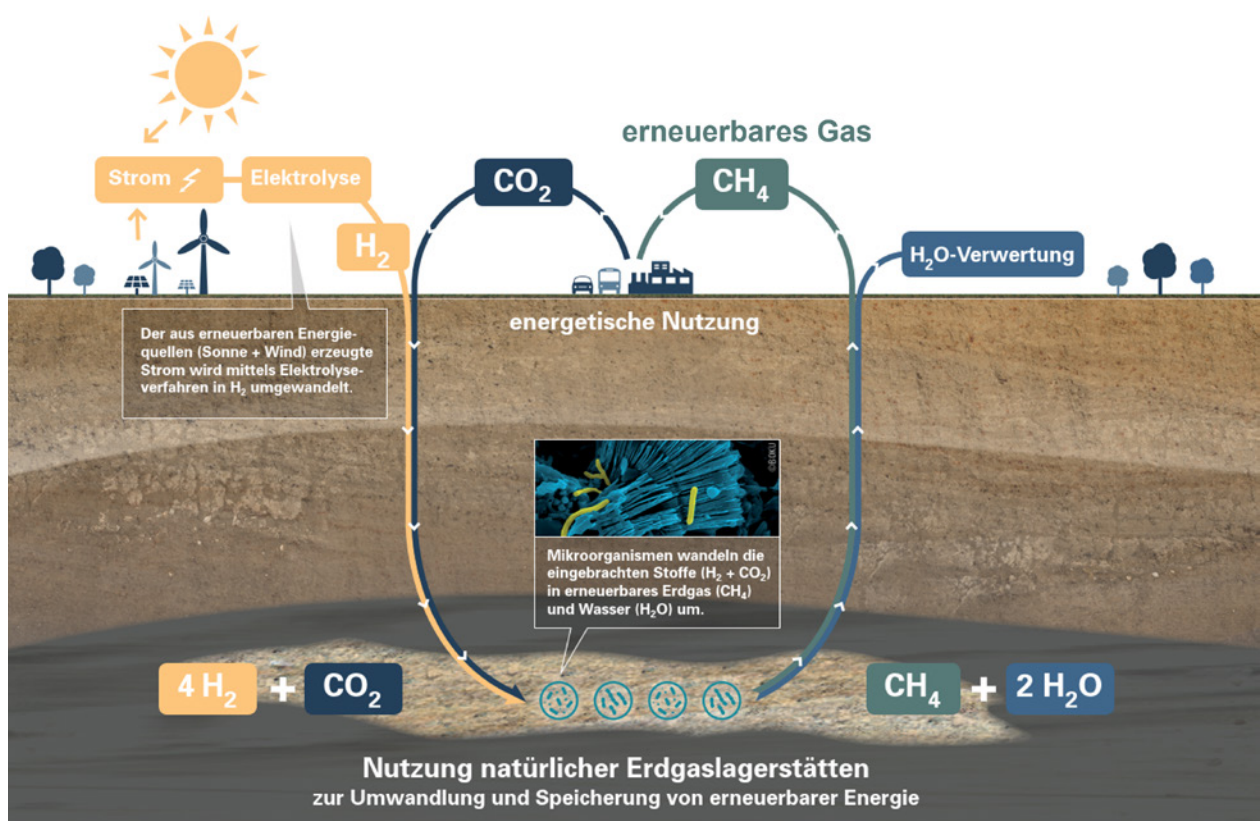 erneuerbares Gas
Strom
Elektrolyse
CO₂
CH₄
H₂
H₂O-Verwertung
energetische Nutzung
Der aus erneuerbaren Energie-
quellen (Sonne + Wind) erzeugte
Strom wird mittels Elektrolyse-
verfahren in H₂ umgewandelt.
©BOKU
Mikroorganismen wandeln die
eingebrachten Stoffe (H₂ + CO₂)
in erneuerbares Erdgas (CH₄)
und Wasser (H₂O) um.
4 H₂ + CO₂
CH₄ + 2 H₂O
Nutzung natürlicher Erdgaslagerstätten
zur Umwandlung und Speicherung von erneuerbarer Energie